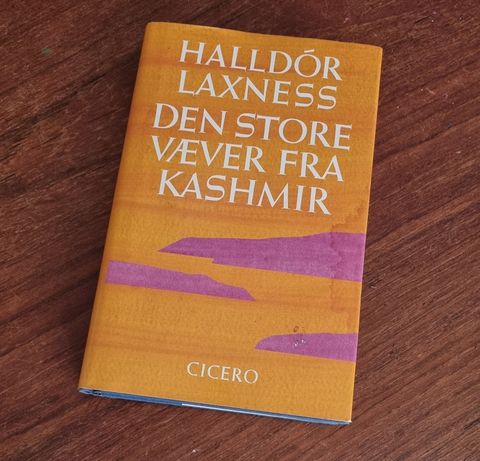 HALLDÓR
LAXNESS
DEN STORE
VÆVER FRA
KASHMIR
CICERO